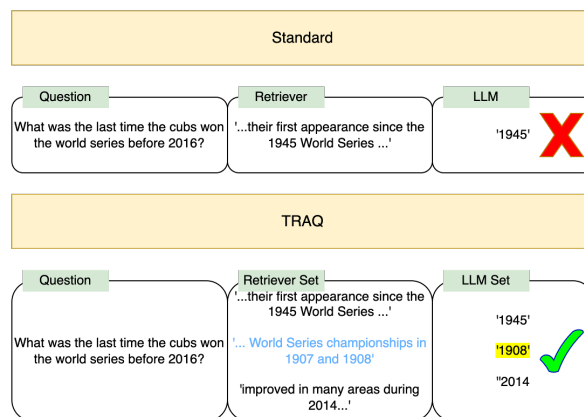 Standard
Question
Retriever
LLM
What was the last time the cubs won
the world series before 2016?
'...their first appearance since the
1945 World Series ...'
'1945'
TRAQ
Question
Retriever Set
LLM Set
What was the last time the cubs won
the world series before 2016?
'...their first appearance since the
1945 World Series ...'
'... World Series championships in
1907 and 1908'
'improved in many areas during
2014...'
'1945'
'1908'
"2014